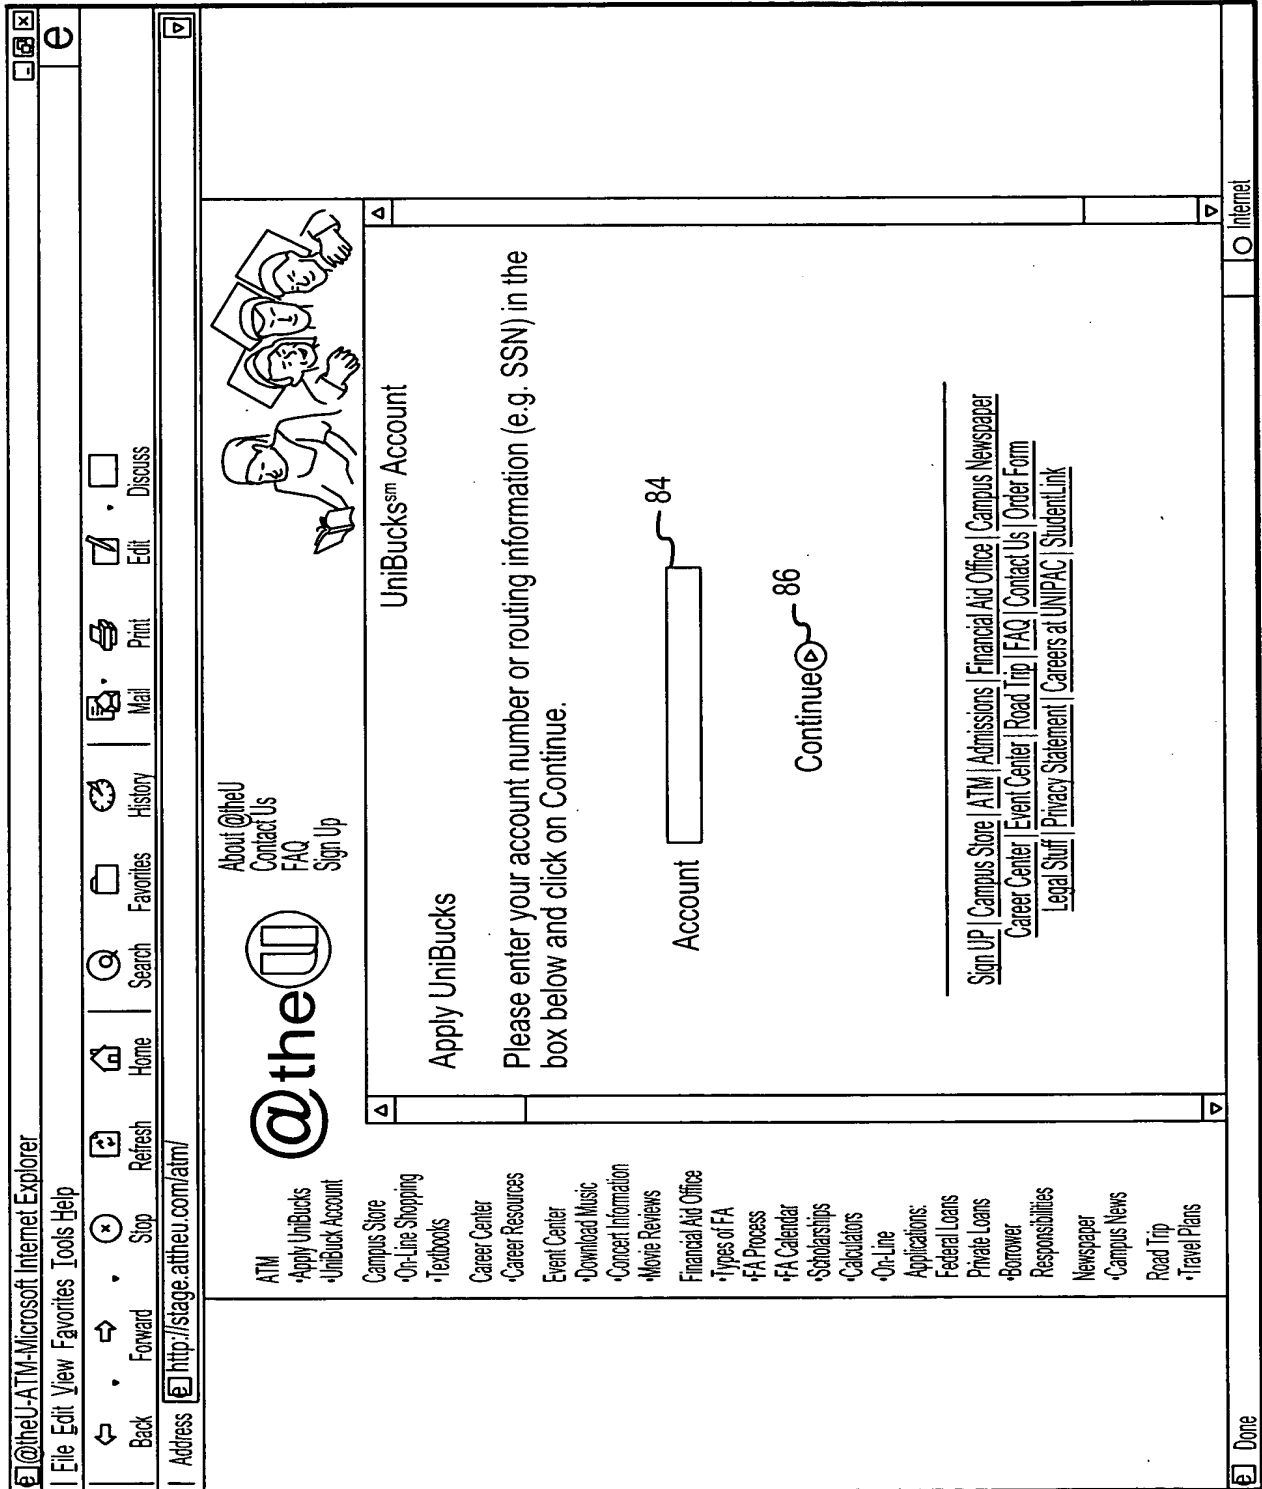 @theU-ATM-Microsoft Internet Explorer
File Edit View Favorites Tools Help
Back Forward Stop Refresh Home Search Favorites History Mail Print Edit Discuss
Address http://stage.attheu.com/atm/
@theU
About @theU
Contact Us
FAQ
Sign Up
ATM
•Apply UniBucks
•UniBuck Account
Campus Store
•On-Line Shopping
•Textbooks
Career Center
•Career Resources
Event Center
•Download Music
•Concert Information
•Movie Reviews
Financial Aid Office
•Types of FA
•FA Process
•FA Calendar
•Scholarships
•Calculators
•On-Line
Applications:
Federal Loans
Private Loans
•Borrower
Responsibilities
Newspaper
•Campus News
Road Trip
•Travel Plans
UniBucks℠ Account
Apply UniBucks
Please enter your account number or routing information (e.g. SSN) in the
box below and click on Continue.
Account 84
Continue 86
Sign UP | Campus Store | ATM | Admissions | Financial Aid Office | Campus Newspaper
Career Center | Event Center | Road Trip | FAQ | Contact Us | Order Form
Legal Stuff | Privacy Statement | Careers at UNIPAC | StudentLink
Done Internet